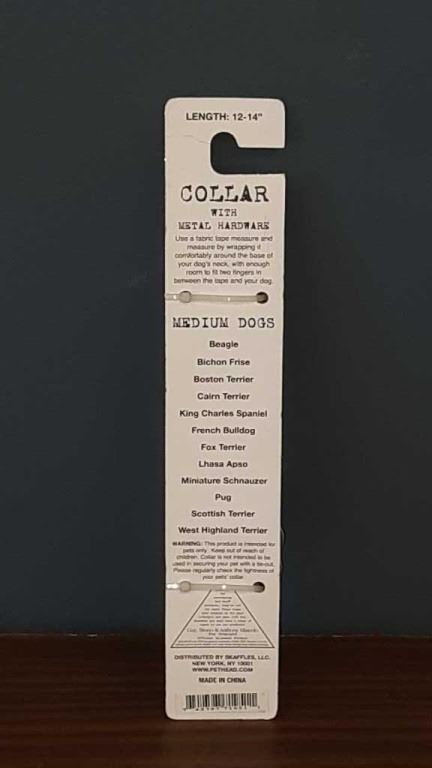 LENGTH: 12-14"
COLLAR
WITH
METAL HARDWARE
Use a fabric tape measure and
measure by wrapping it
comfortably around the base of
your dog's neck, with enough
room to fit two fingers in
between the tape and your dog.
MEDIUM DOGS
Beagle
Bichon Frise
Boston Terrier
Cairn Terrier
King Charles Spaniel
French Bulldog
Fox Terrier
Lhasa Apso
Miniature Schnauzer
Pug
Scottish Terrier
West Highland Terrier
WARNING: This product is intended for
pets only. Keep out of reach of
children. Collar is not intended to be
used in securing your pet with a tie-out.
Please regularly check the tightness of
your pets' collar.
DISTRIBUTED BY SKAFFLES, LLC.
NEW YORK, NY 10001
WWW.PETHEAD.COM
MADE IN CHINA